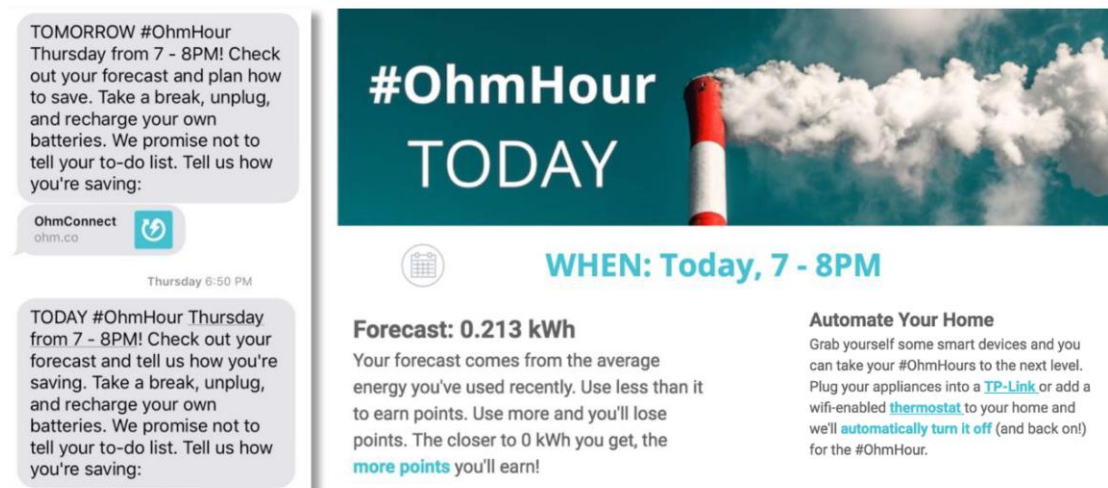 TOMORROW #OhmHour
Thursday from 7 - 8PM! Check
out your forecast and plan how
to save. Take a break, unplug,
and recharge your own
batteries. We promise not to
tell your to-do list. Tell us how
you're saving:
OhmConnect
ohm.co
Thursday 6:50 PM
TODAY #OhmHour Thursday
from 7 - 8PM! Check out your
forecast and tell us how you're
saving. Take a break, unplug,
and recharge your own
batteries. We promise not to
tell your to-do list. Tell us how
you're saving:
#OhmHour
TODAY
WHEN: Today, 7 - 8PM
Forecast: 0.213 kWh
Your forecast comes from the average
energy you've used recently. Use less than it
to earn points. Use more and you'll lose
points. The closer to 0 kWh you get, the
more points you'll earn!
Automate Your Home
Grab yourself some smart devices and you
can take your #OhmHours to the next level.
Plug your appliances into a TP-Link or add a
wifi-enabled thermostat to your home and
we'll automatically turn it off (and back on!)
for the #OhmHour.